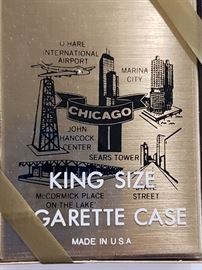 O'HARE
INTERNATIONAL
AIRPORT
MARINA
CITY
CHICAGO
JOHN
HANCOCK
CENTER
SEARS TOWER
McCORMICK PLACE
ON THE LAKE
STREET
KING SIZE
GARETTE CASE
MADE IN U.S.A